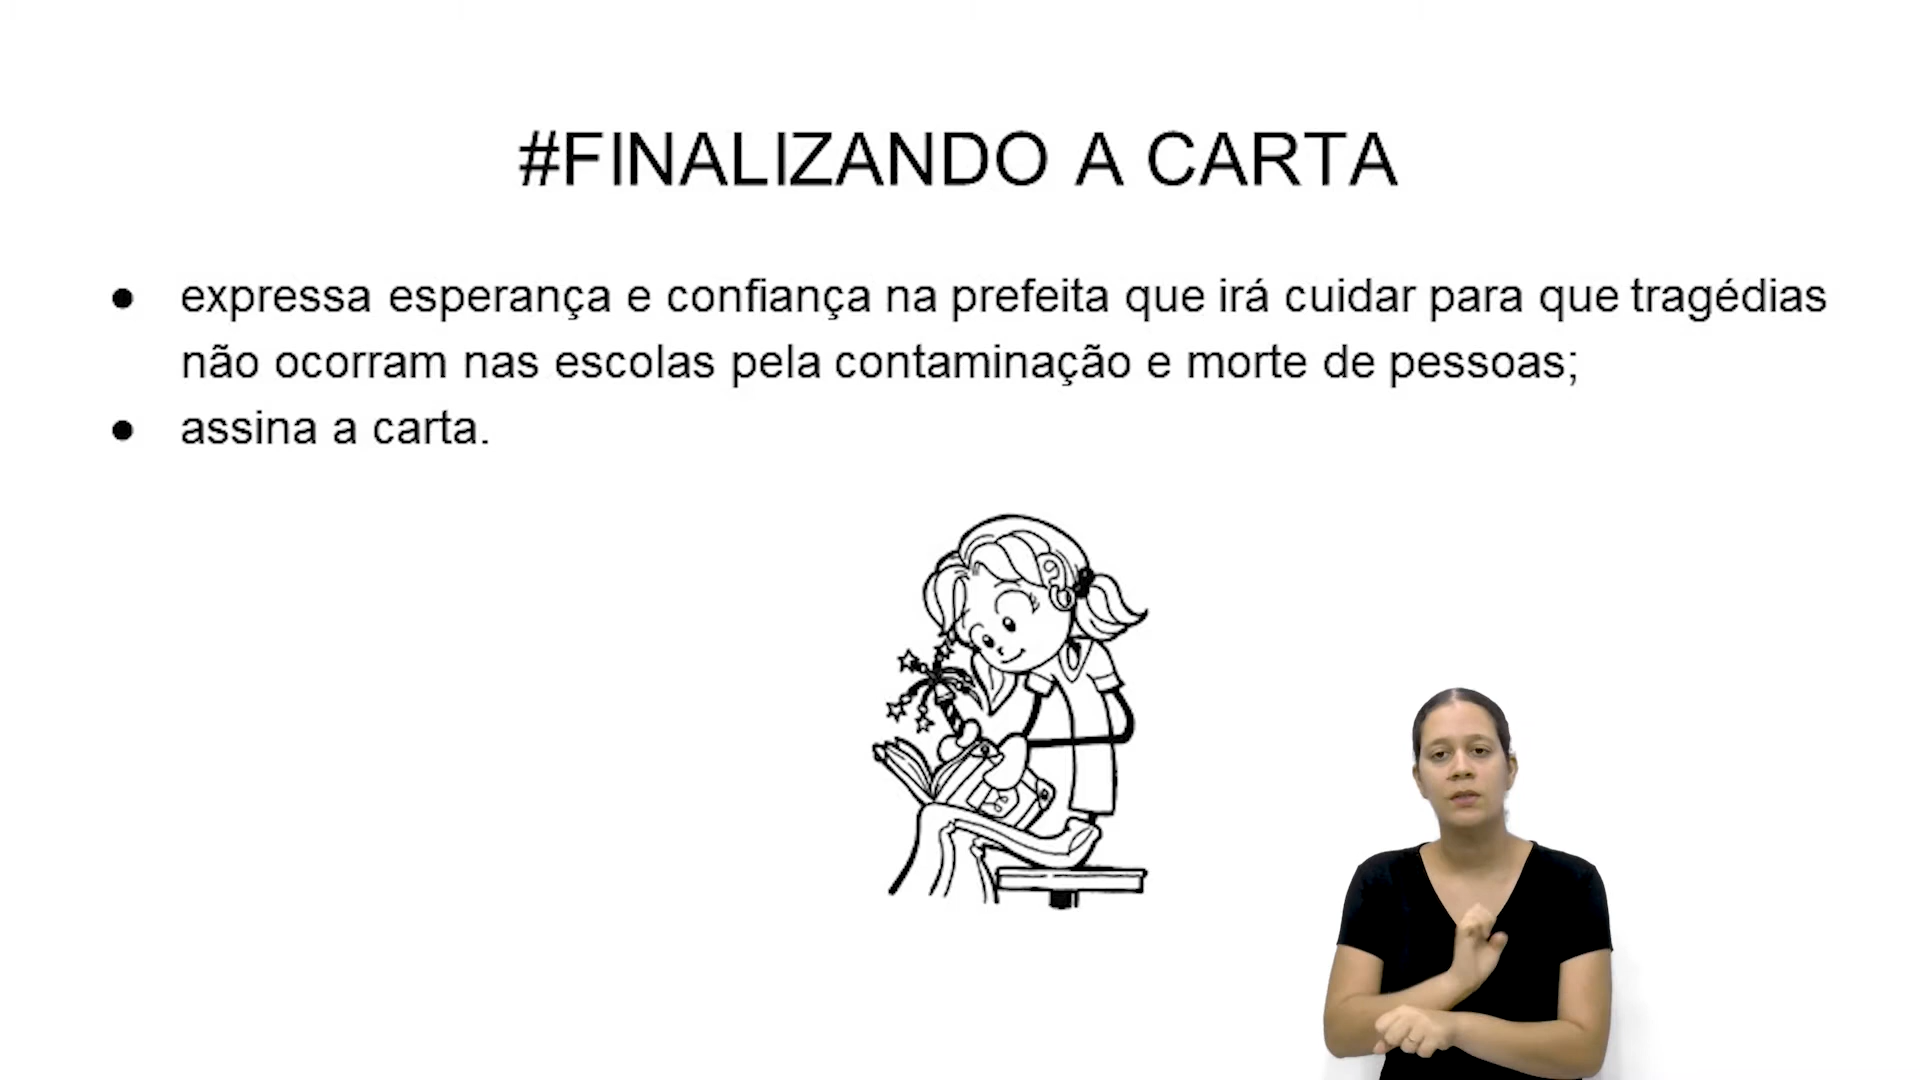 #FINALIZANDO A CARTA
● expressa esperança e confiança na prefeita que irá cuidar para que tragédias
não ocorram nas escolas pela contaminação e morte de pessoas;
● assina a carta.